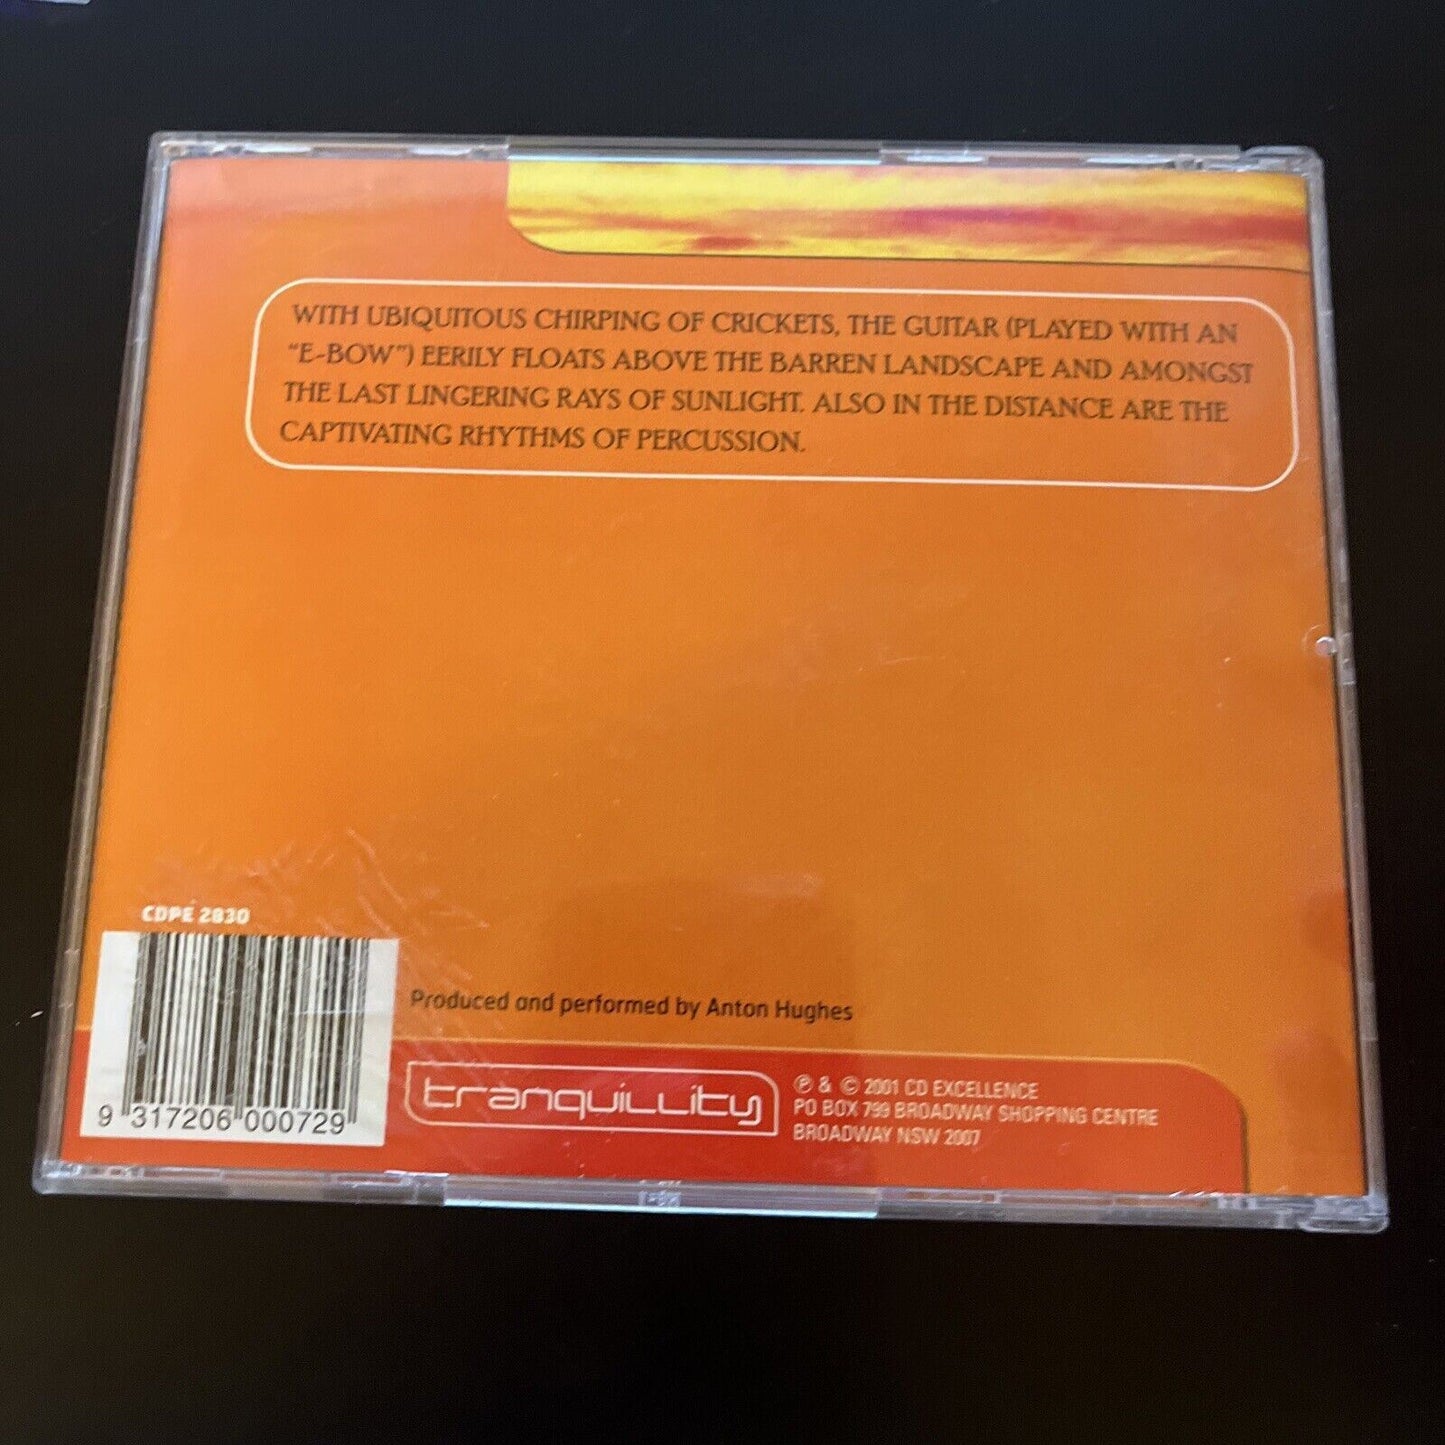 WITH UBIQUITOUS CHIRPING OF CRICKETS, THE GUITAR (PLAYED WITH AN
"E-BOW") EERILY FLOATS ABOVE THE BARREN LANDSCAPE AND AMONGST
THE LAST LINGERING RAYS OF SUNLIGHT. ALSO IN THE DISTANCE ARE THE
CAPTIVATING RHYTHMS OF PERCUSSION.
CDPE 2830
9 317206 000729
Produced and performed by Anton Hughes
tranquillity
℗ & © 2001 CD EXCELLENCE
PO BOX 799 BROADWAY SHOPPING CENTRE
BROADWAY NSW 2007